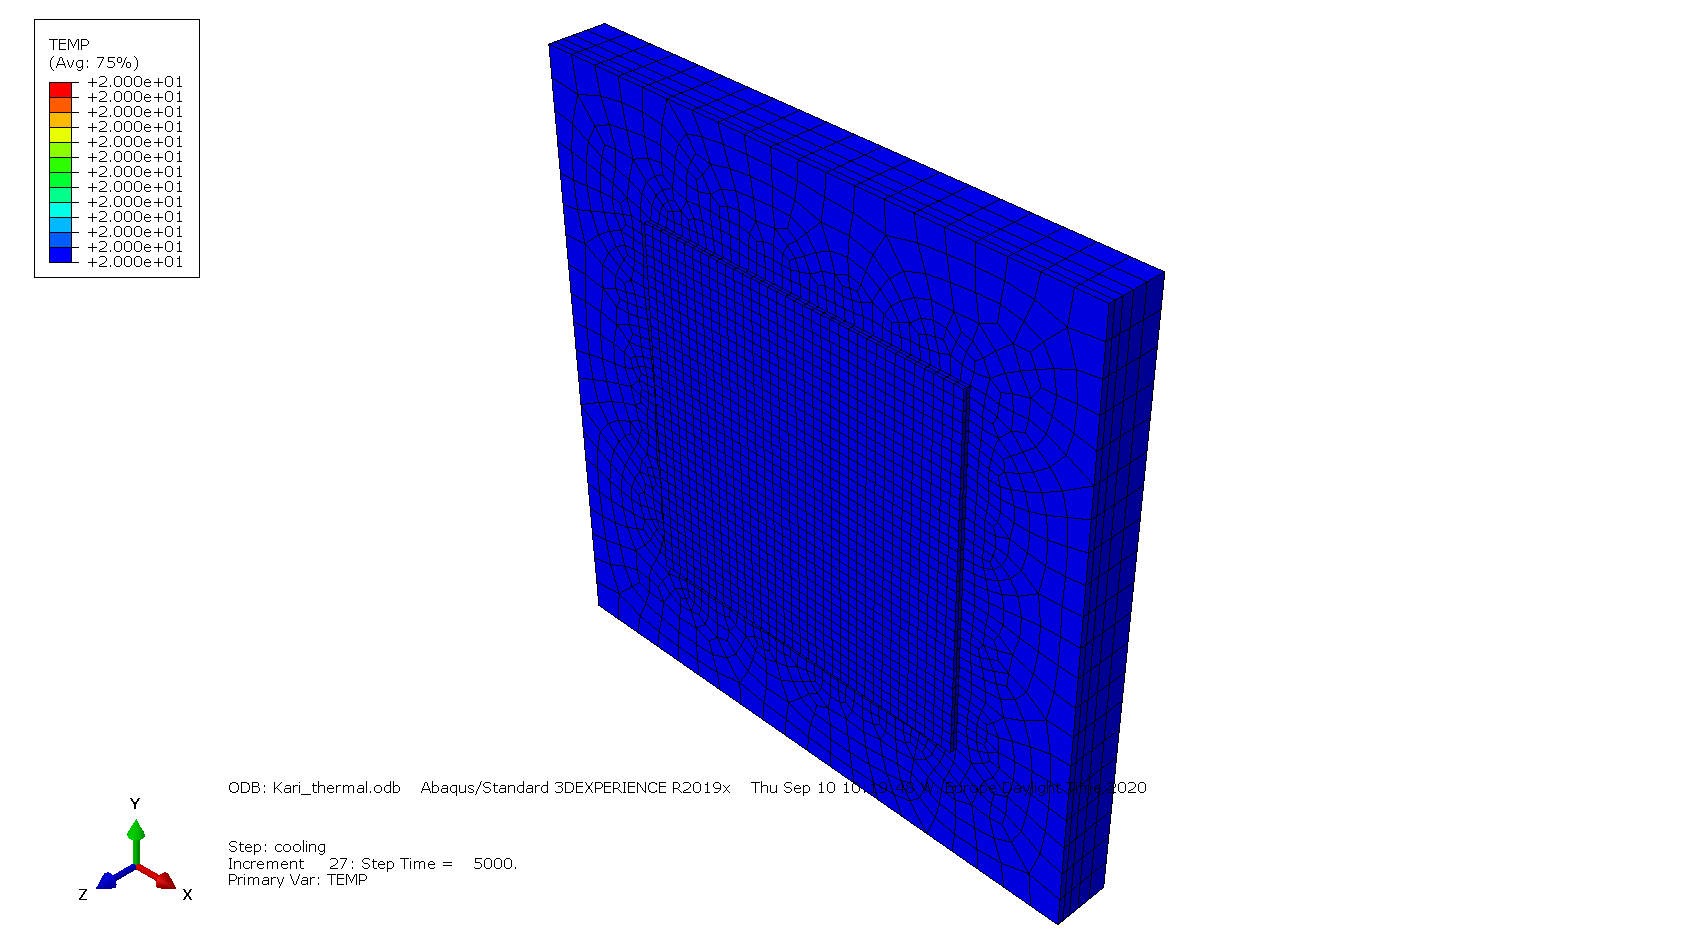 TEMP
(Avg: 75%)
+2.000e+01
+2.000e+01
+2.000e+01
+2.000e+01
+2.000e+01
+2.000e+01
+2.000e+01
+2.000e+01
+2.000e+01
+2.000e+01
+2.000e+01
+2.000e+01
+2.000e+01
ODB: Kari_thermal.odb Abaqus/Standard 3DEXPERIENCE R2019x Thu Sep 10 2020
Y
Z
X
Step: cooling
Increment 27: Step Time = 5000.
Primary Var: TEMP